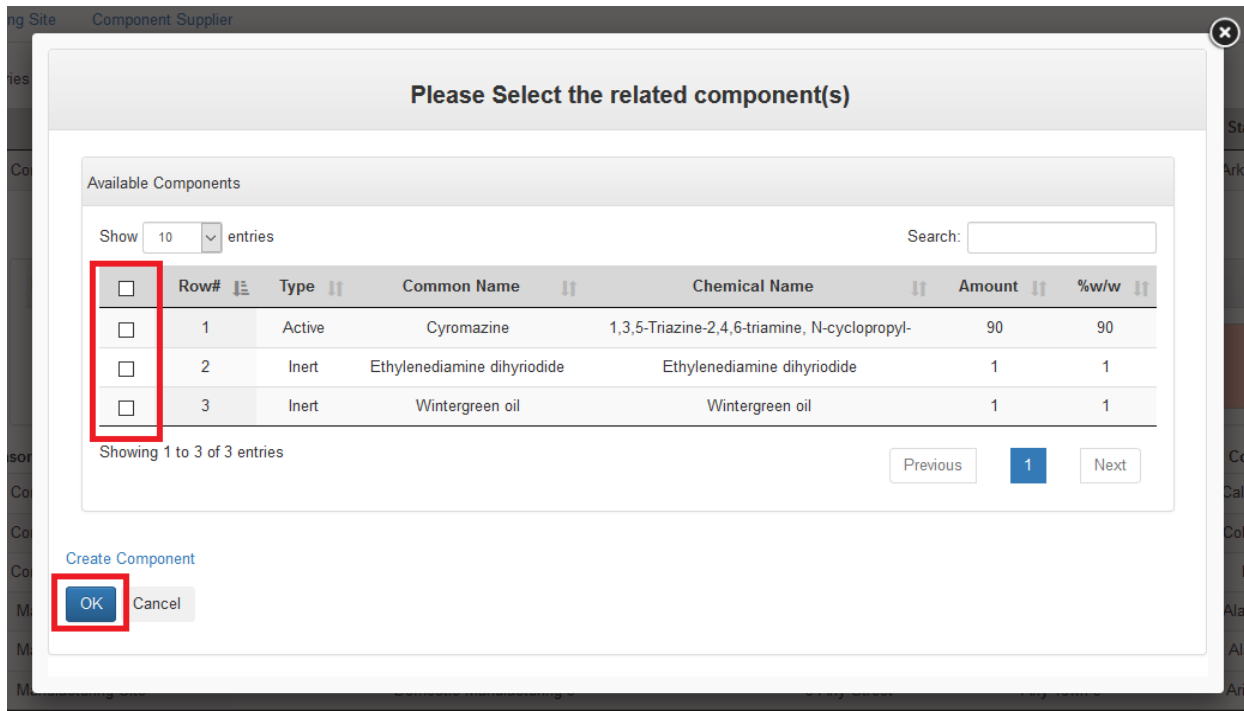 ng Site Component Supplier
ries
Please Select the related component(s)
Available Components
Show 10 entries Search:
Row# Type Common Name Chemical Name Amount %w/w
1 Active Cyromazine 1,3,5-Triazine-2,4,6-triamine, N-cyclopropyl- 90 90
2 Inert Ethylenediamine dihyriodide Ethylenediamine dihyriodide 1 1
3 Inert Wintergreen oil Wintergreen oil 1 1
Showing 1 to 3 of 3 entries
Previous 1 Next
Create Component
OK Cancel